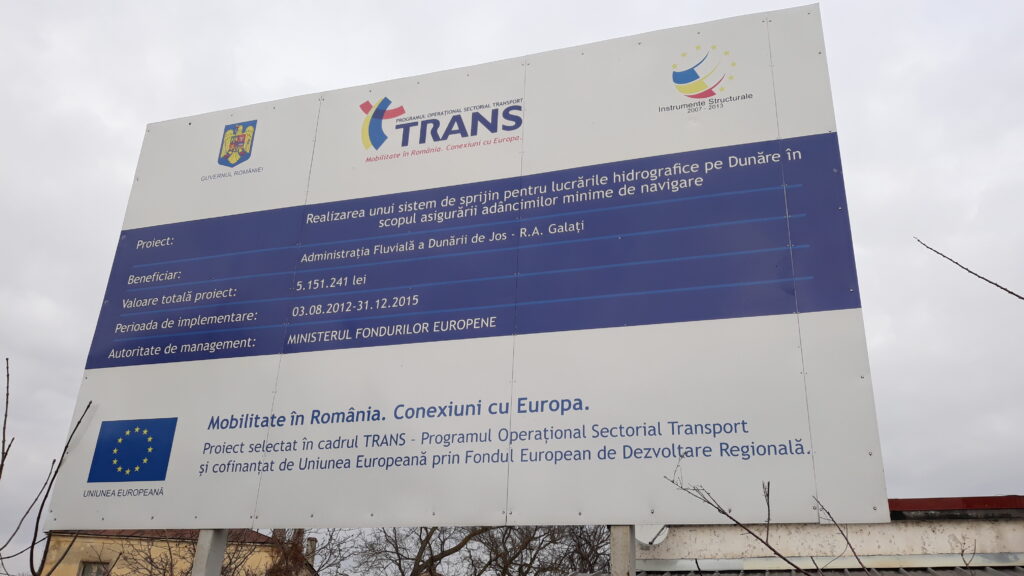 GUVERNUL ROMÂNIEI
PROGRAMUL OPERAȚIONAL SECTORIAL TRANSPORT
TRANS
Mobilitate în România. Conexiuni cu Europa.
Instrumente Structurale
2007 - 2013
Proiect: Realizarea unui sistem de sprijin pentru lucrările hidrografice pe Dunăre în
scopul asigurării adâncimilor minime de navigare
Beneficiar: Administrația Fluvială a Dunării de Jos - R.A. Galați
Valoare totală proiect: 5.151.241 lei
Perioada de implementare: 03.08.2012-31.12.2015
Autoritate de management: MINISTERUL FONDURILOR EUROPENE
Mobilitate în România. Conexiuni cu Europa.
Proiect selectat în cadrul TRANS - Programul Operațional Sectorial Transport
și cofinanțat de Uniunea Europeană prin Fondul European de Dezvoltare Regională.
UNIUNEA EUROPEANĂ